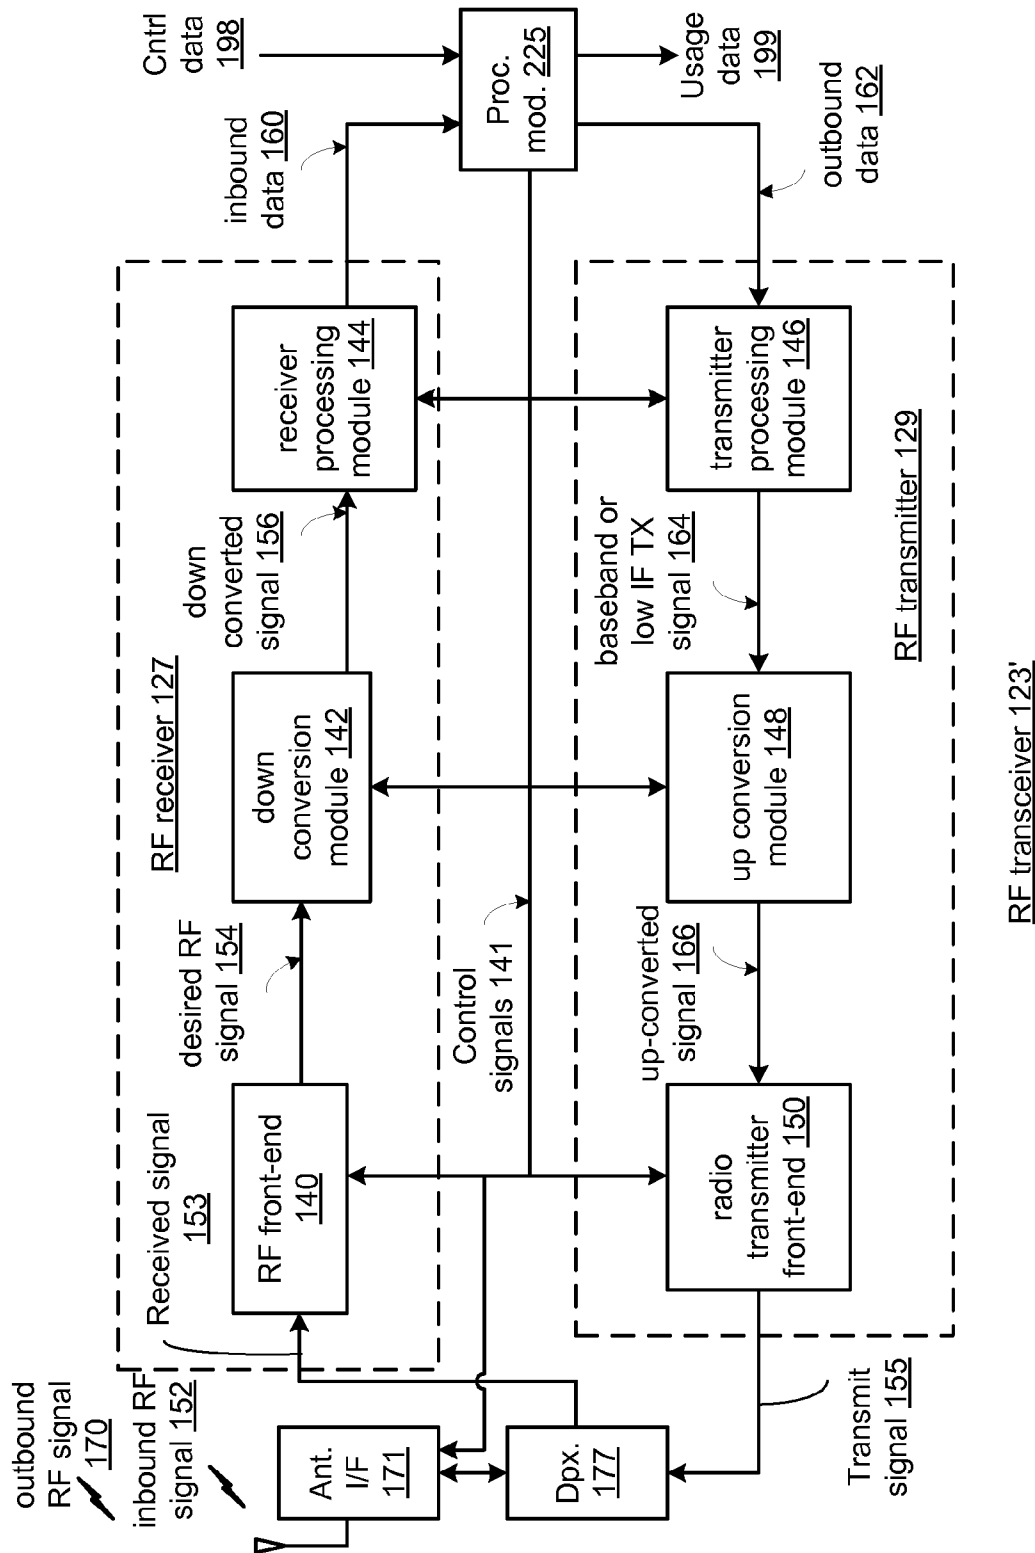 outbound
RF signal
170
inbound RF
signal 152
Ant.
I/F
171
Dpx.
177
Received signal
153
RF front-end
140
desired RF
signal 154
RF receiver 127
down
conversion
module 142
down
converted
signal 156
receiver
processing
module 144
inbound
data 160
Cntrl
data
198
Proc.
mod. 225
Usage
data
199
outbound
data 162
Control
signals 141
Transmit
signal 155
radio
transmitter
front-end 150
up-converted
signal 166
up conversion
module 148
baseband or
low IF TX
signal 164
transmitter
processing
module 146
RF transmitter 129
RF transceiver 123'